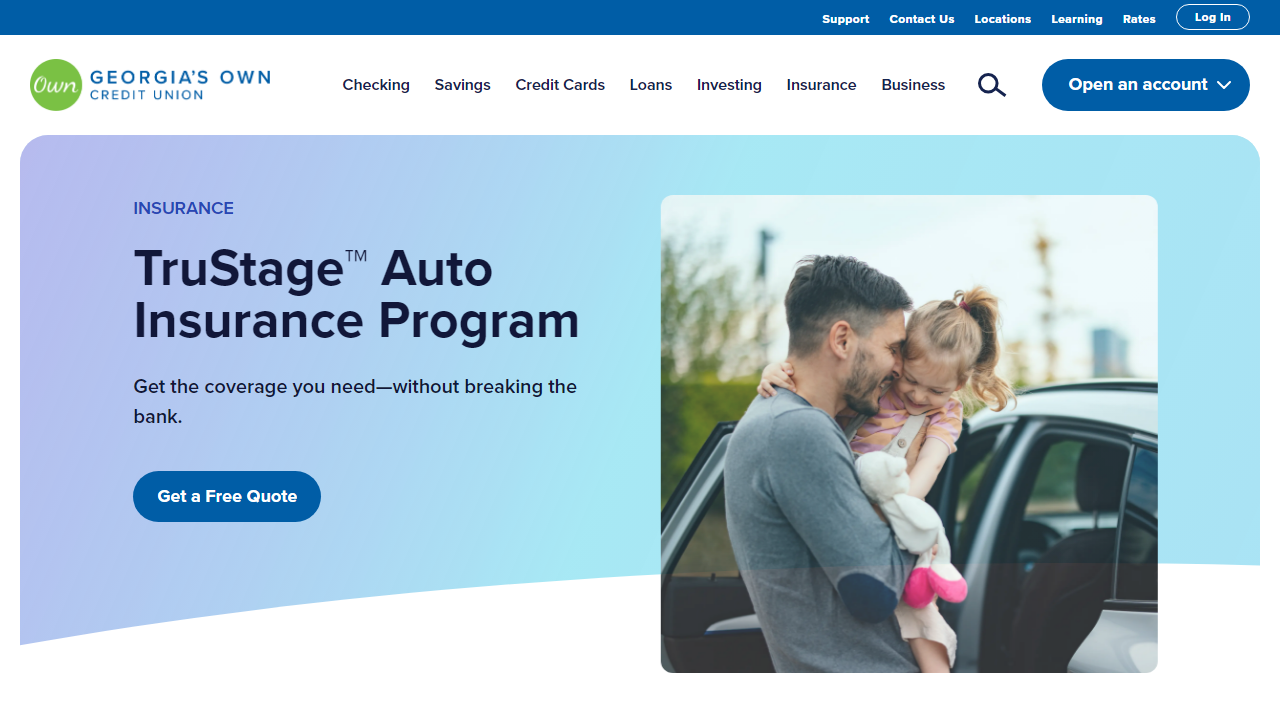 Support Contact Us Locations Learning Rates Log In
Own GEORGIA'S OWN
CREDIT UNION
Checking Savings Credit Cards Loans Investing Insurance Business Open an account
INSURANCE
TruStage™ Auto
Insurance Program
Get the coverage you need—without breaking the
bank.
Get a Free Quote